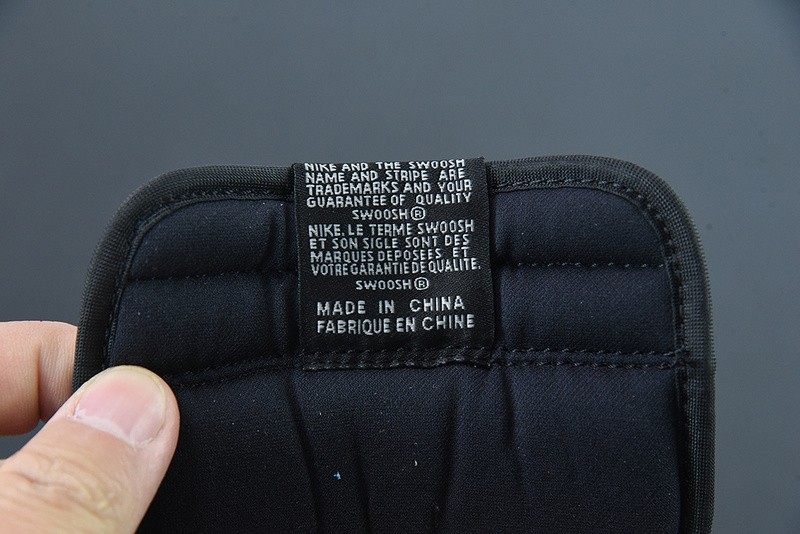 NIKE AND THE SWOOSH
NAME AND STRIPE ARE
TRADEMARKS AND YOUR
GUARANTEE OF QUALITY
SWOOSH®
NIKE. LE TERME SWOOSH
ET SON SIGLE SONT DES
MARQUES DEPOSEES ET
VOTRE GARANTIE DE QUALITE.
SWOOSH®
MADE IN CHINA
FABRIQUE EN CHINE